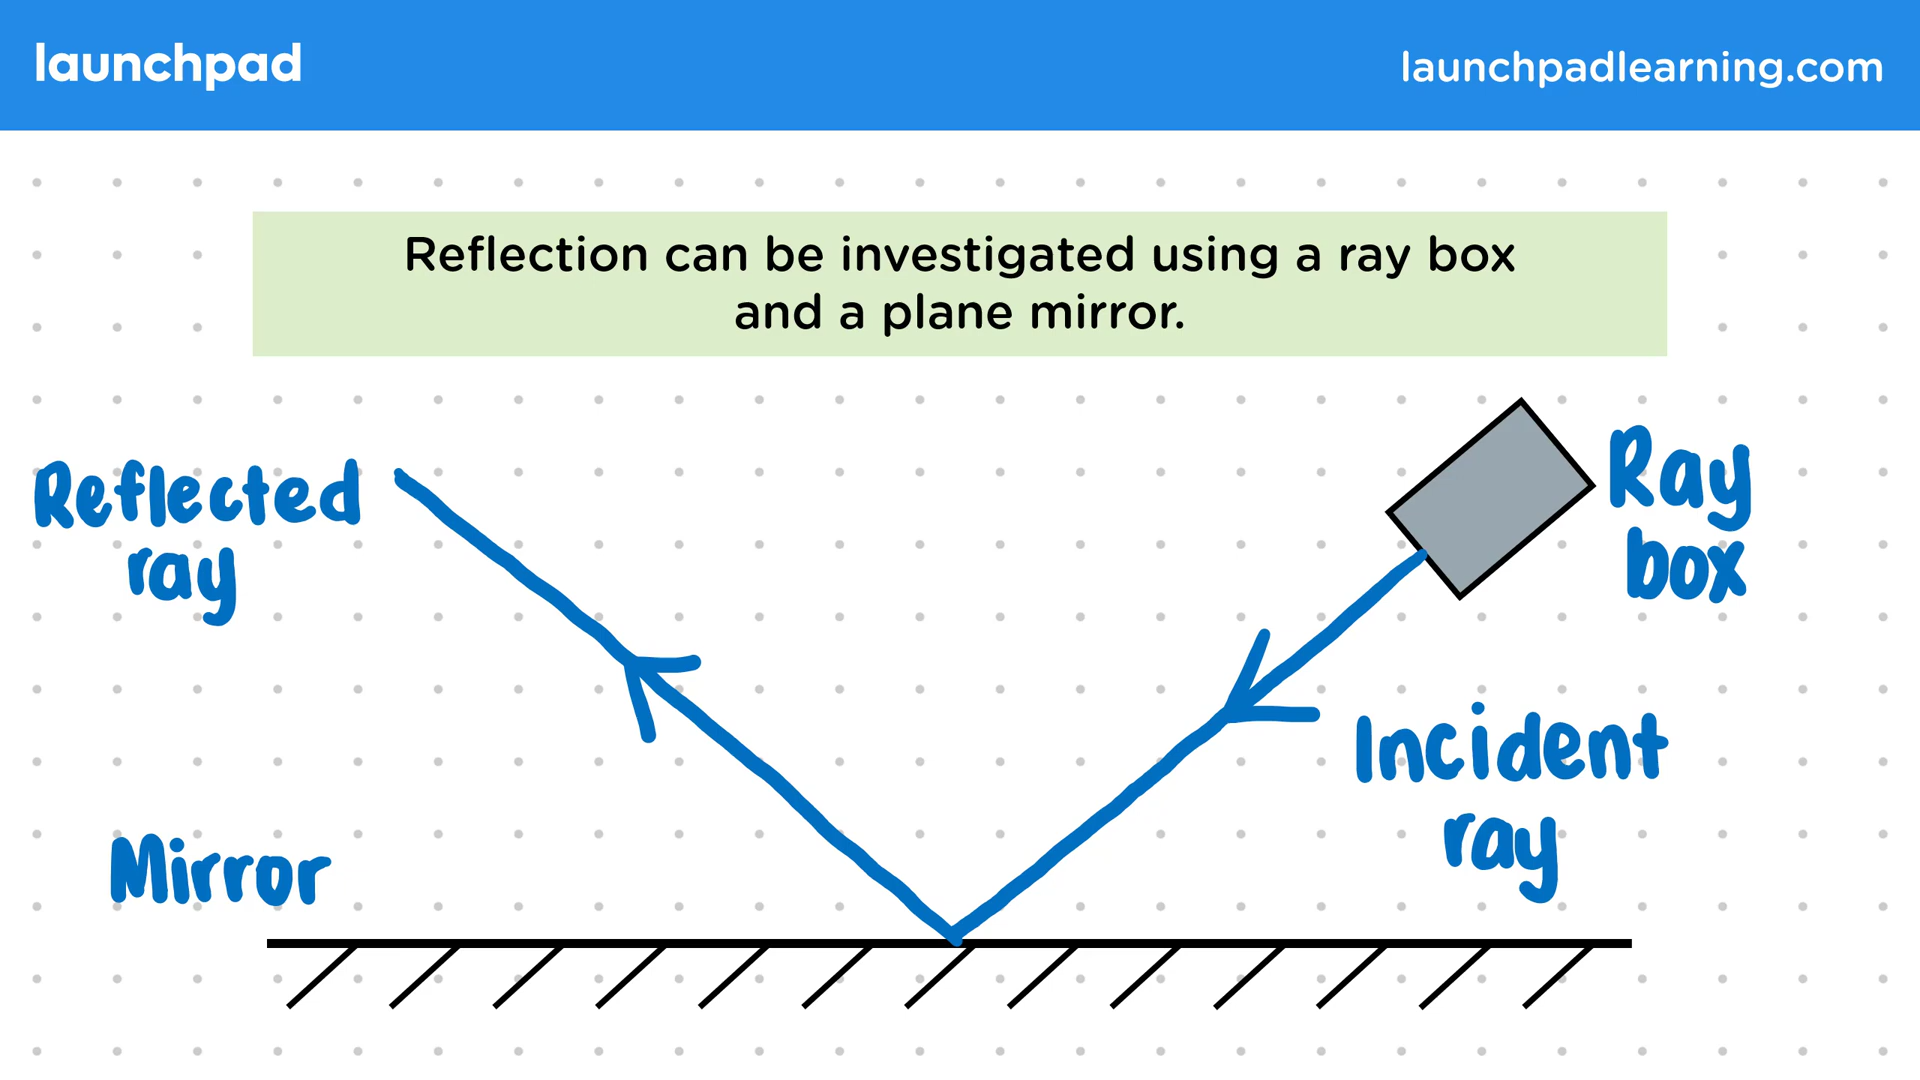 launchpad
launchpadlearning.com
Reflection can be investigated using a ray box
and a plane mirror.
Reflected
ray
Ray
box
Incident
ray
Mirror